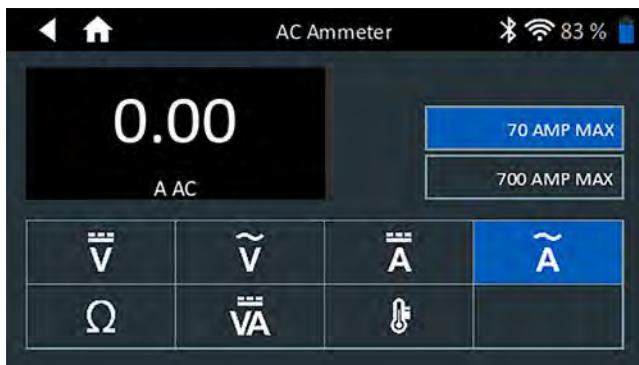 AC Ammeter 83 %
0.00
A AC
70 AMP MAX
700 AMP MAX
V V A A
Ω VA